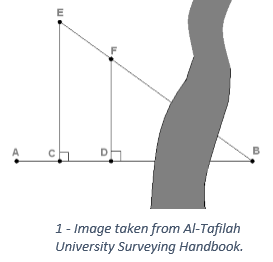 E
F
A
C
D
B
1 - Image taken from Al-Tafilah
University Surveying Handbook.